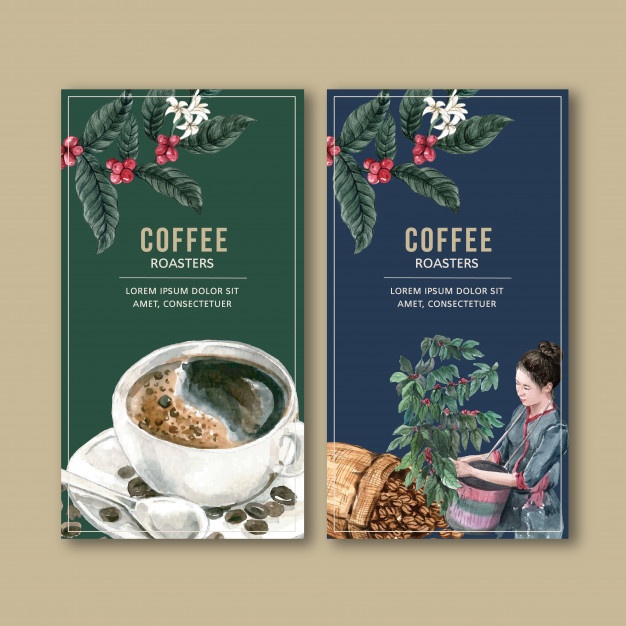 COFFEE
ROASTERS
LOREM IPSUM DOLOR SIT
AMET, CONSECTETUER
COFFEE
ROASTERS
LOREM IPSUM DOLOR SIT
AMET, CONSECTETUER